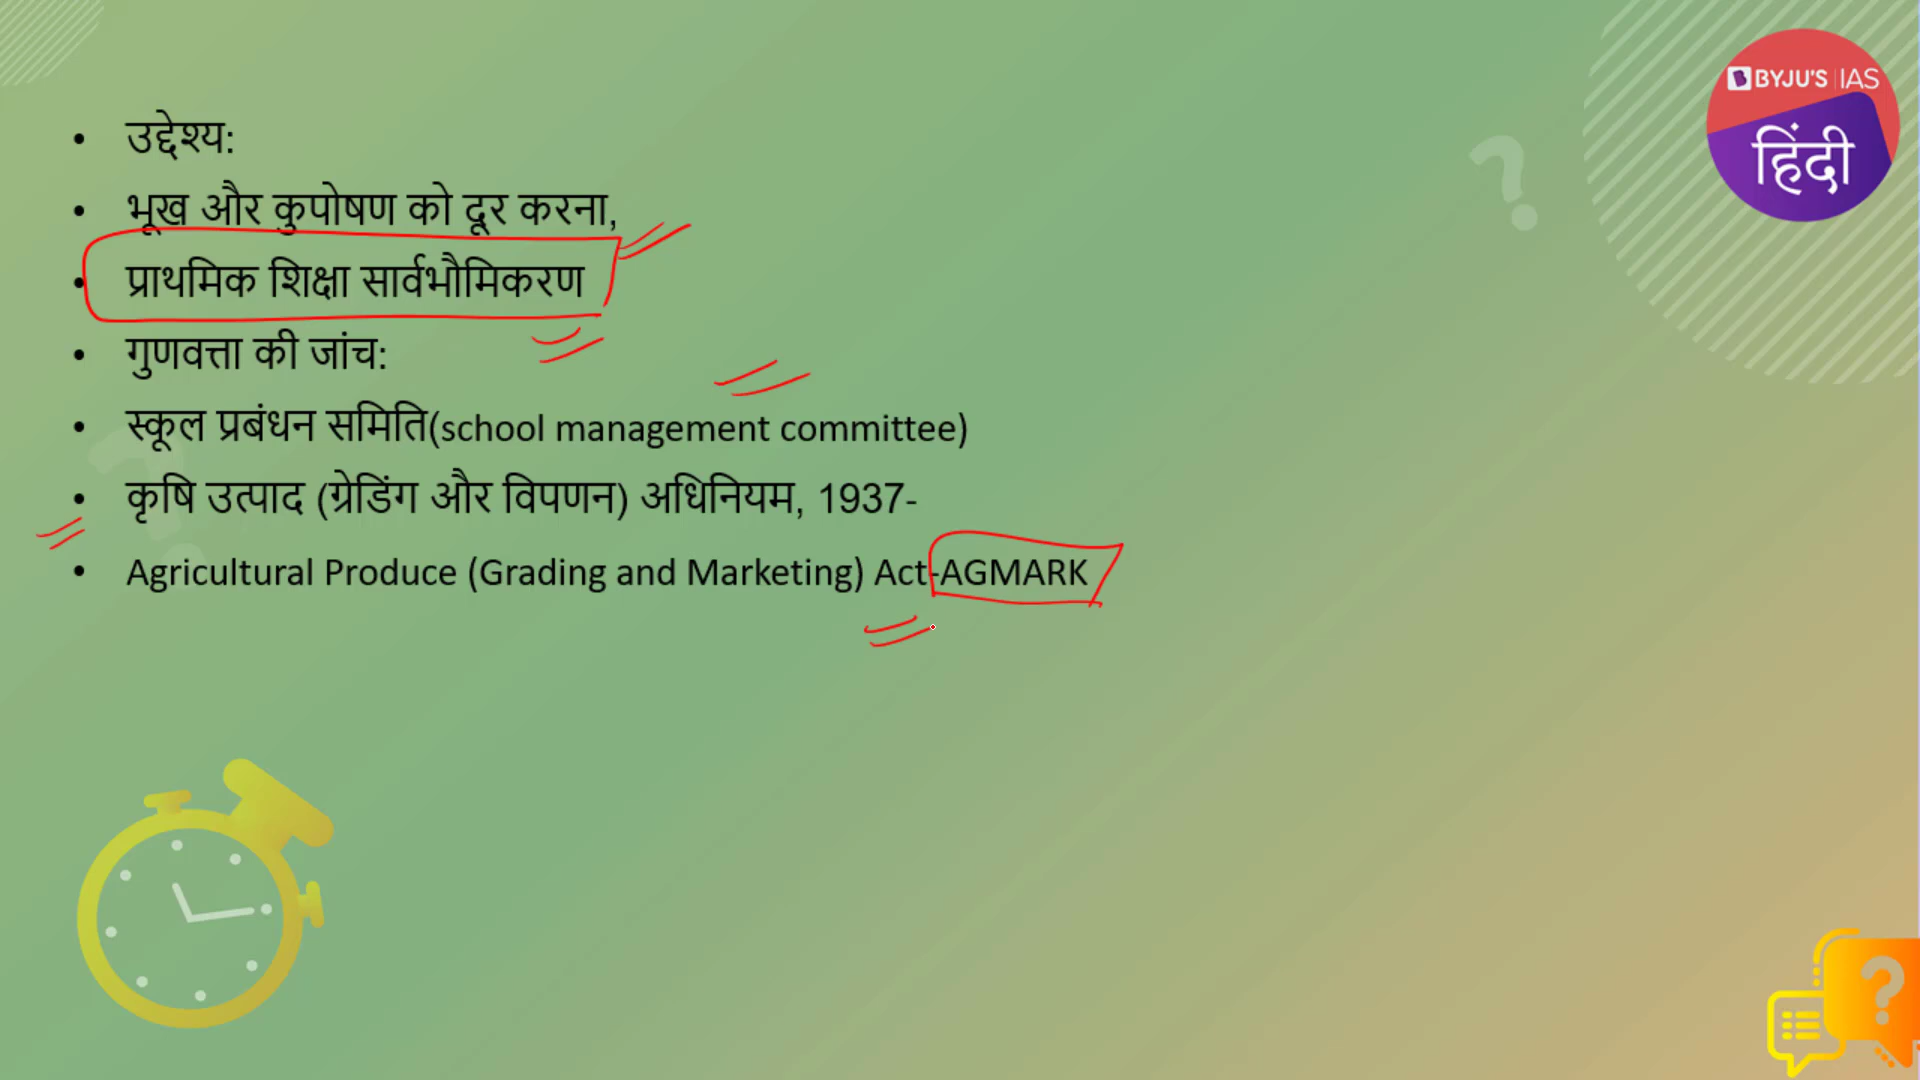 BYJU'S IAS
हिंदी
• उद्देश्य:
• भूख और कुपोषण को दूर करना,
• प्राथमिक शिक्षा सार्वभौमिकरण
• गुणवत्ता की जांच:
• स्कूल प्रबंधन समिति(school management committee)
• कृषि उत्पाद (ग्रेडिंग और विपणन) अधिनियम, 1937-
• Agricultural Produce (Grading and Marketing) Act-AGMARK